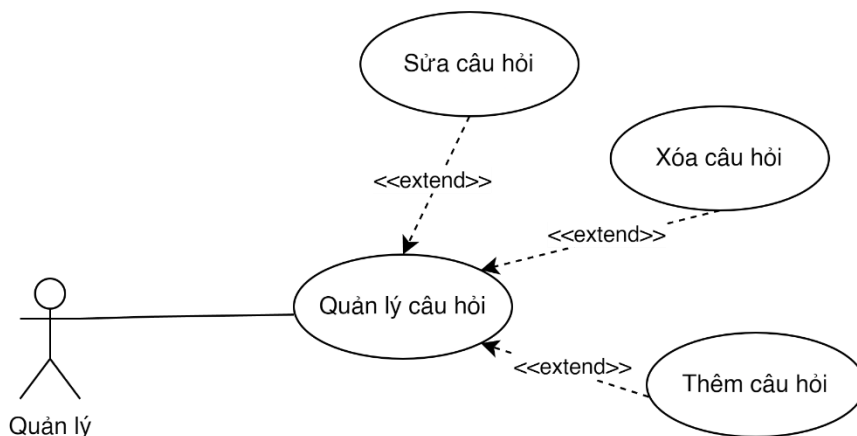 Sửa câu hỏi
Xóa câu hỏi
<<extend>>
<<extend>>
Quản lý câu hỏi
<<extend>>
Thêm câu hỏi
Quản lý